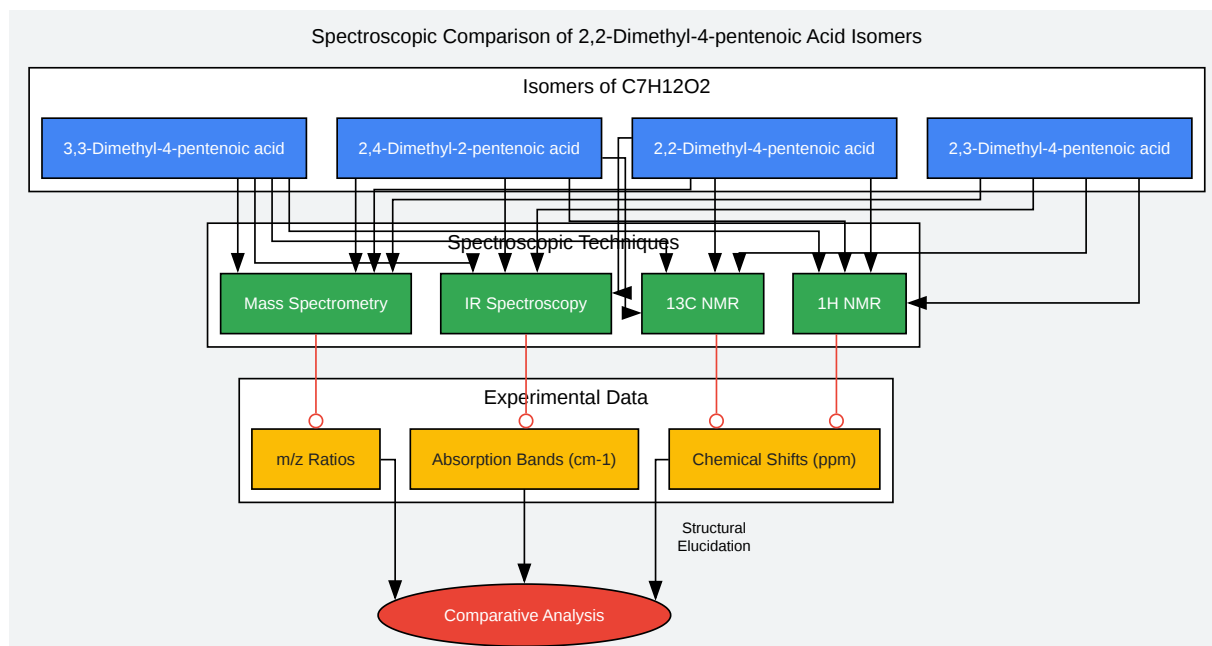 Spectroscopic Comparison of 2,2-Dimethyl-4-pentenoic Acid Isomers
Isomers of C7H12O2
3,3-Dimethyl-4-pentenoic acid
2,4-Dimethyl-2-pentenoic acid
2,2-Dimethyl-4-pentenoic acid
2,3-Dimethyl-4-pentenoic acid
Spectroscopic Techniques
Mass Spectrometry
IR Spectroscopy
13C NMR
1H NMR
Experimental Data
m/z Ratios
Absorption Bands (cm-1)
Chemical Shifts (ppm)
Structural
Elucidation
Comparative Analysis